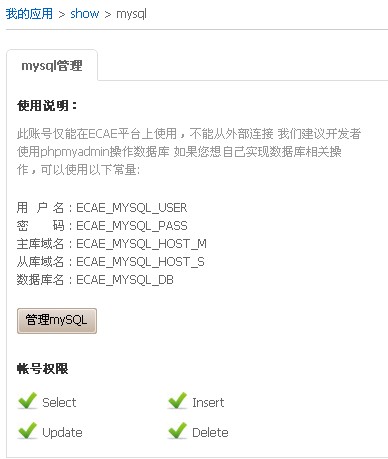 我的应用 > show > mysql
mysql管理
使用说明：
此账号仅能在ECAE平台上使用，不能从外部连接 我们建议开发者
使用phpmyadmin操作数据库 如果您想自己实现数据库相关操
作，可以使用以下常量:
用 户 名：ECAE_MYSQL_USER
密 码：ECAE_MYSQL_PASS
主库域名：ECAE_MYSQL_HOST_M
从库域名：ECAE_MYSQL_HOST_S
数据库名：ECAE_MYSQL_DB
管理mySQL
帐号权限
Select Insert
Update Delete